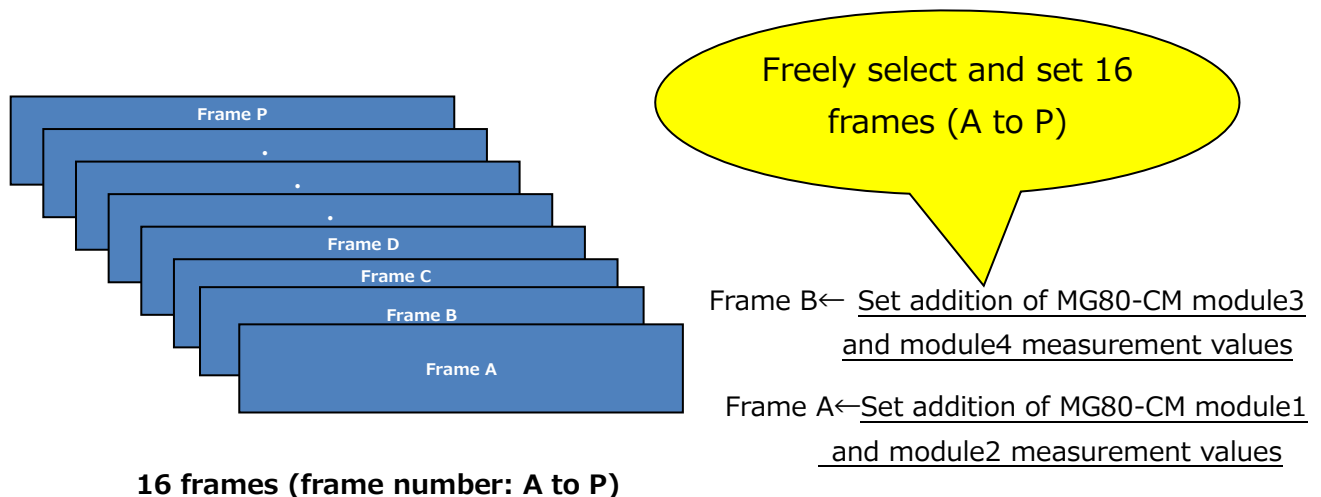 Freely select and set 16
frames (A to P)
Frame P
.
.
.
Frame D
Frame C
Frame B
Frame A
Frame B← Set addition of MG80-CM module3
and module4 measurement values
Frame A←Set addition of MG80-CM module1
and module2 measurement values
16 frames (frame number: A to P)